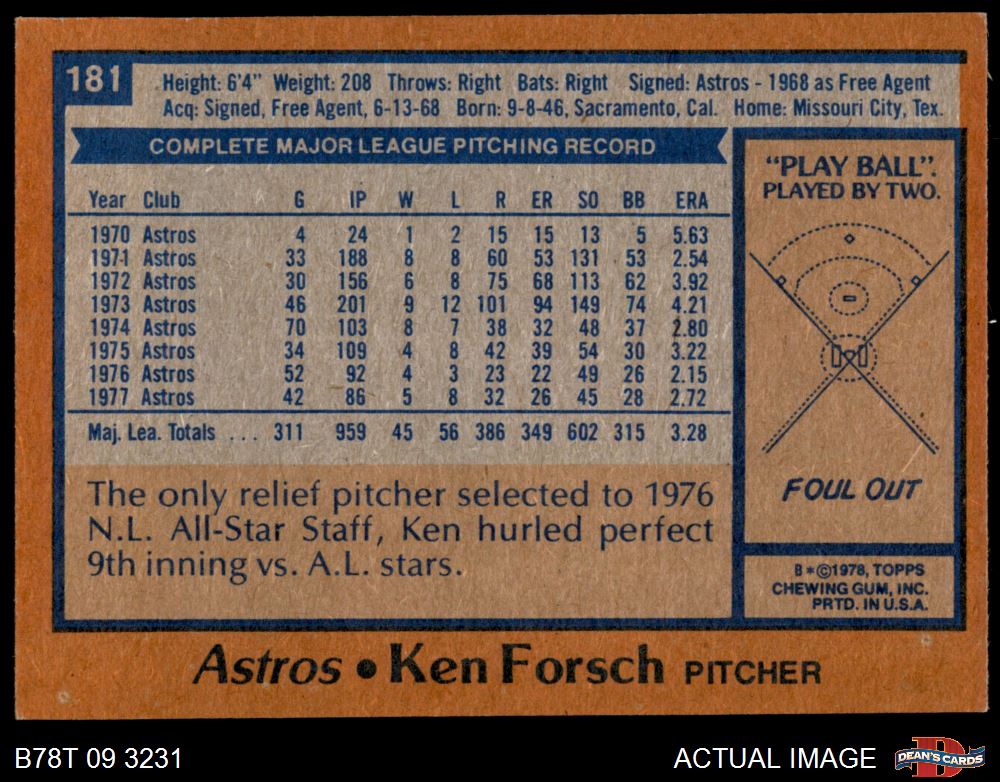 181
Height: 6'4" Weight: 208 Throws: Right Bats: Right Signed: Astros - 1968 as Free Agent
Acq: Signed, Free Agent, 6-13-68 Born: 9-8-46, Sacramento, Cal. Home: Missouri City, Tex.
COMPLETE MAJOR LEAGUE PITCHING RECORD
Year Club G IP W L R ER SO BB ERA
1970 Astros 4 24 1 2 15 15 13 5 5.63
1971 Astros 33 188 8 8 60 53 131 53 2.54
1972 Astros 30 156 6 8 75 68 113 62 3.92
1973 Astros 46 201 9 12 101 94 149 74 4.21
1974 Astros 70 103 8 7 38 32 48 37 2.80
1975 Astros 34 109 4 8 42 39 54 30 3.22
1976 Astros 52 92 4 3 23 22 49 26 2.15
1977 Astros 42 86 5 8 32 26 45 28 2.72
Maj. Lea. Totals ... 311 959 45 56 386 349 602 315 3.28
The only relief pitcher selected to 1976
N.L. All-Star Staff, Ken hurled perfect
9th inning vs. A.L. stars.
"PLAY BALL".
PLAYED BY TWO.
FOUL OUT
B*©1978, TOPPS
CHEWING GUM, INC.
PRTD. IN U.S.A.
Astros • Ken Forsch PITCHER
B78T 09 3231
ACTUAL IMAGE
D
DEAN'S CARDS